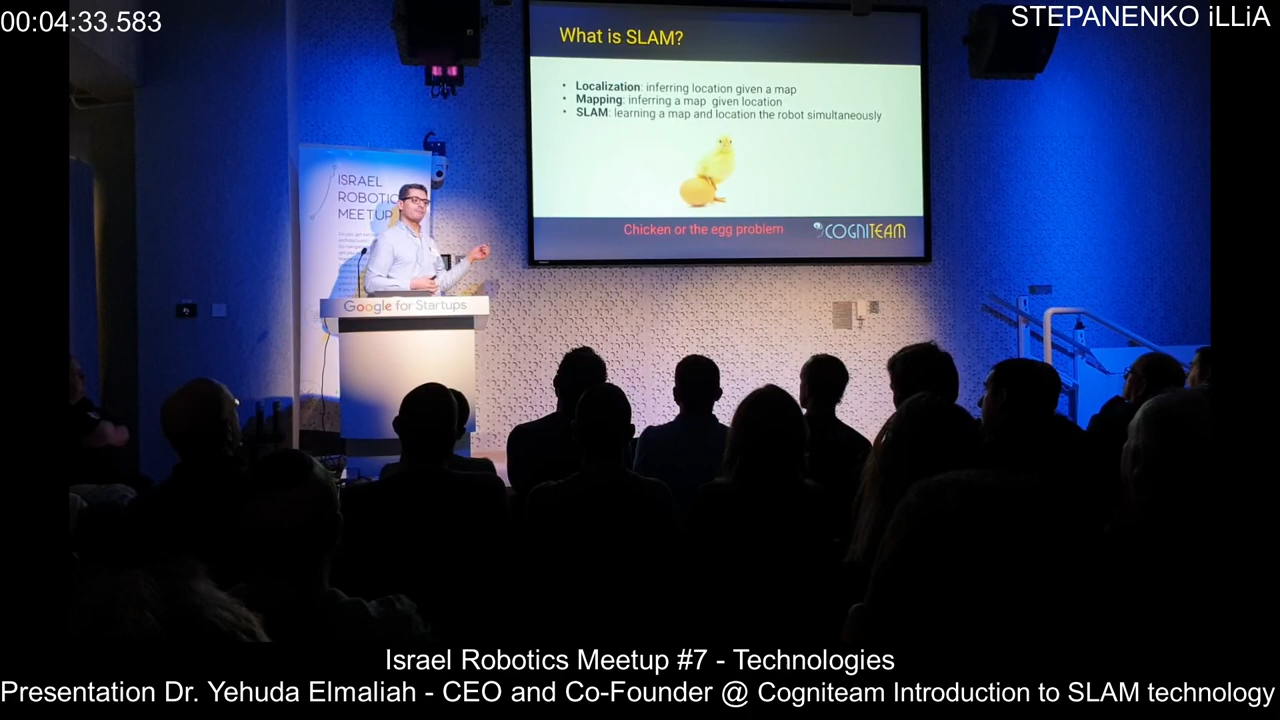 00:04:33.583
STEPANENKO iLLiA
What is SLAM?
• Localization: inferring location given a map
• Mapping: inferring a map given location
• SLAM: learning a map and location the robot simultaneously
Chicken or the egg problem
COGNITEAM
ISRAEL
ROBOTIC
MEETUP
Google for Startups
Israel Robotics Meetup #7 - Technologies
Presentation Dr. Yehuda Elmaliah - CEO and Co-Founder @ Cogniteam Introduction to SLAM technology